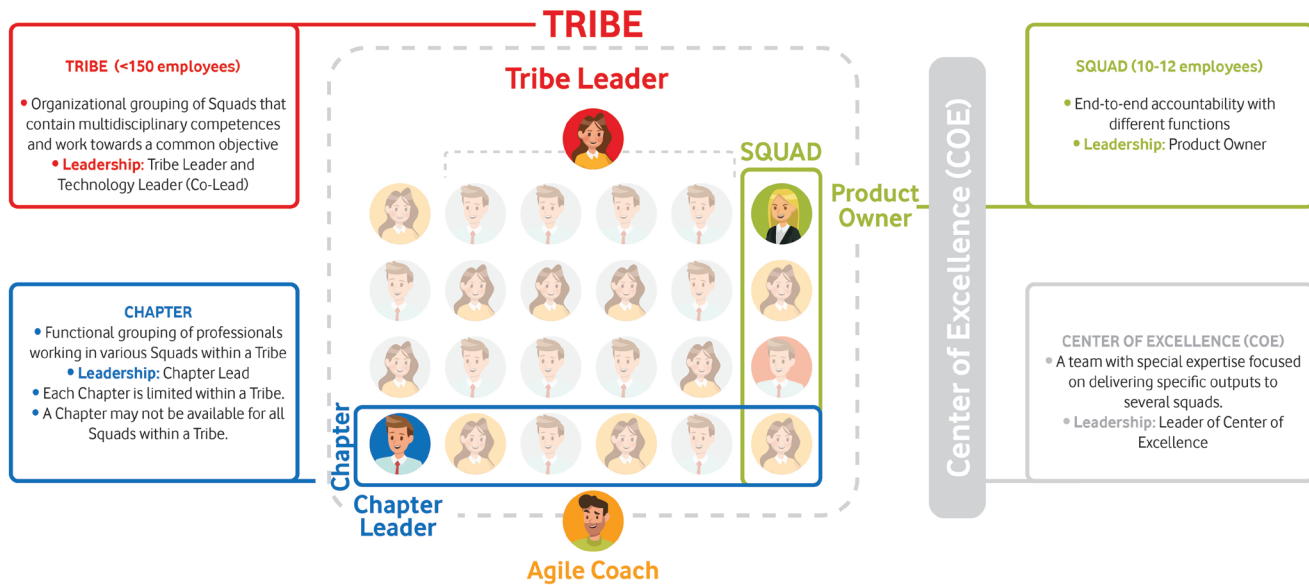 TRIBE
TRIBE (<150 employees)
• Organizational grouping of Squads that
contain multidisciplinary competences
and work towards a common objective
• Leadership: Tribe Leader and
Technology Leader (Co-Lead)
CHAPTER
• Functional grouping of professionals
working in various Squads within a Tribe
• Leadership: Chapter Lead
• Each Chapter is limited within a Tribe.
• A Chapter may not be available for all
Squads within a Tribe.
Tribe Leader
SQUAD
Product
Owner
Chapter
Chapter
Leader
Agile Coach
Center of Excellence (COE)
SQUAD (10-12 employees)
• End-to-end accountability with
different functions
• Leadership: Product Owner
CENTER OF EXCELLENCE (COE)
• A team with special expertise focused
on delivering specific outputs to
several squads.
• Leadership: Leader of Center of
Excellence